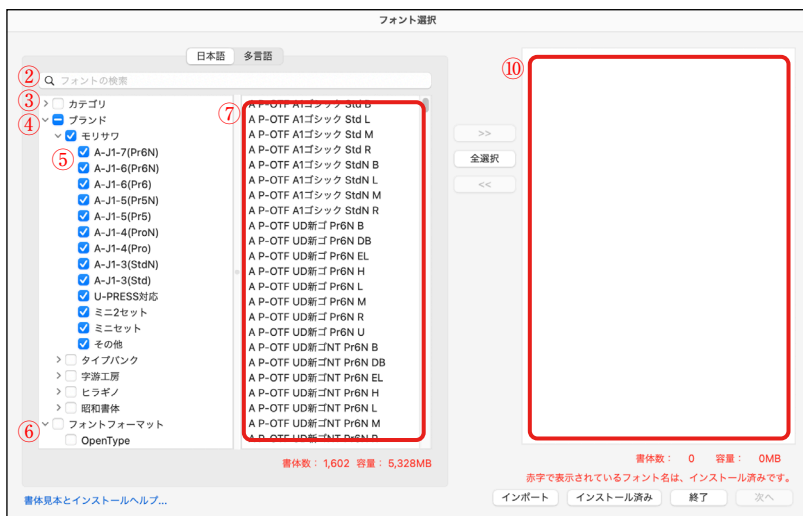 フォント選択
日本語 多言語
② フォントの検索
③ カテゴリ
④ ブランド
モリサワ
⑤ A-J1-7(Pr6N)
A-J1-6(Pr6N)
A-J1-6(Pr6)
A-J1-5(Pr5N)
A-J1-5(Pr5)
A-J1-4(ProN)
A-J1-4(Pro)
A-J1-3(StdN)
A-J1-3(Std)
U-PRESS対応
ミニ2セット
ミニセット
その他
タイプバンク
字游工房
ヒラギノ
昭和書体
⑥ フォントフォーマット
OpenType
⑦
A P-OTF A1ゴシック Std B
A P-OTF A1ゴシック Std L
A P-OTF A1ゴシック Std M
A P-OTF A1ゴシック Std R
A P-OTF A1ゴシック StdN B
A P-OTF A1ゴシック StdN L
A P-OTF A1ゴシック StdN M
A P-OTF A1ゴシック StdN R
A P-OTF UD新ゴ Pr6N B
A P-OTF UD新ゴ Pr6N DB
A P-OTF UD新ゴ Pr6N EL
A P-OTF UD新ゴ Pr6N H
A P-OTF UD新ゴ Pr6N L
A P-OTF UD新ゴ Pr6N M
A P-OTF UD新ゴ Pr6N R
A P-OTF UD新ゴ Pr6N U
A P-OTF UD新ゴNT Pr6N B
A P-OTF UD新ゴNT Pr6N DB
A P-OTF UD新ゴNT Pr6N EL
A P-OTF UD新ゴNT Pr6N H
A P-OTF UD新ゴNT Pr6N L
A P-OTF UD新ゴNT Pr6N M
A P-OTF UD新ゴNT Pr6N R
書体数： 1,602 容量： 5,328MB
>>
全選択
<<
⑩
書体数： 0 容量： 0MB
赤字で表示されているフォント名は、インストール済みです。
書体見本とインストールヘルプ...
インポート インストール済み 終了 次へ